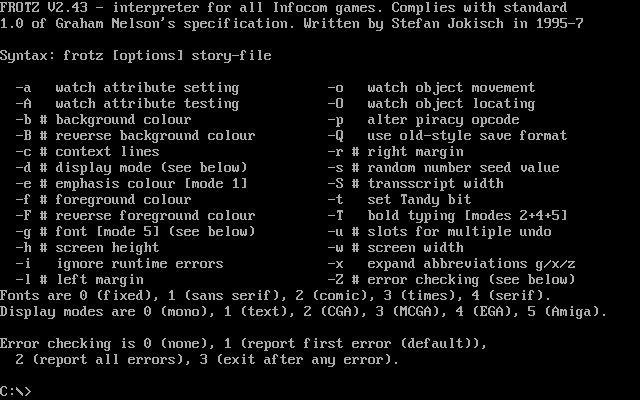 FROTZ V2.43 - interpreter for all Infocom games. Complies with standard
1.0 of Graham Nelson's specification. Written by Stefan Jokisch in 1995-7

Syntax: frotz [options] story-file

  -a   watch attribute setting           -o   watch object movement
  -A   watch attribute testing           -O   watch object locating
  -b # background colour                 -p   alter piracy opcode
  -B # reverse background colour         -Q   use old-style save format
  -c # context lines                     -r # right margin
  -d # display mode (see below)          -s # random number seed value
  -e # emphasis colour [mode 1]          -S # transscript width
  -f # foreground colour                 -t   set Tandy bit
  -F # reverse foreground colour         -T   bold typing [modes 2+4+5]
  -g # font [mode 5] (see below)         -u # slots for multiple undo
  -h # screen height                     -w # screen width
  -i   ignore runtime errors             -x   expand abbreviations g/x/z
  -l # left margin                       -Z # error checking (see below)
Fonts are 0 (fixed), 1 (sans serif), 2 (comic), 3 (times), 4 (serif).
Display modes are 0 (mono), 1 (text), 2 (CGA), 3 (MCGA), 4 (EGA), 5 (Amiga).

Error checking is 0 (none), 1 (report first error (default)),
  2 (report all errors), 3 (exit after any error).

C:\>